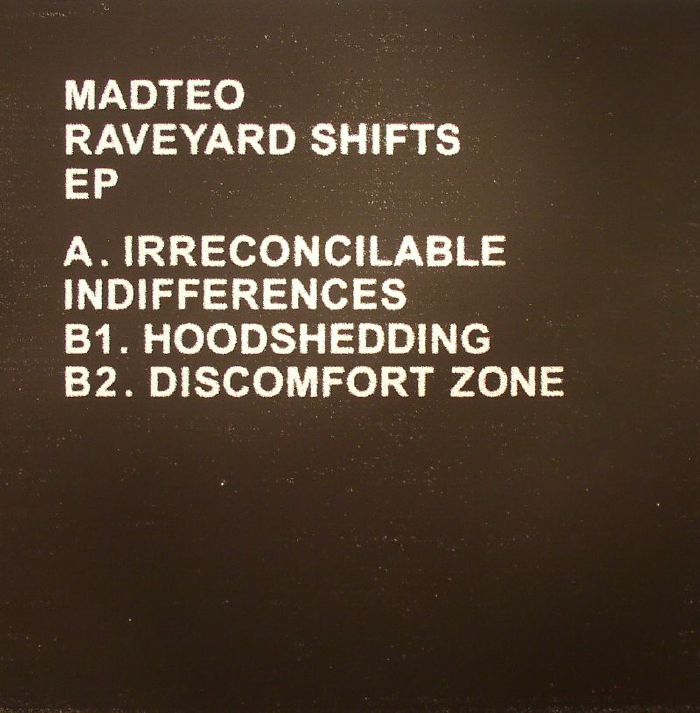 MADTEO
RAVEYARD SHIFTS
EP
A. IRRECONCILABLE
INDIFFERENCES
B1. HOODSHEDDING
B2. DISCOMFORT ZONE